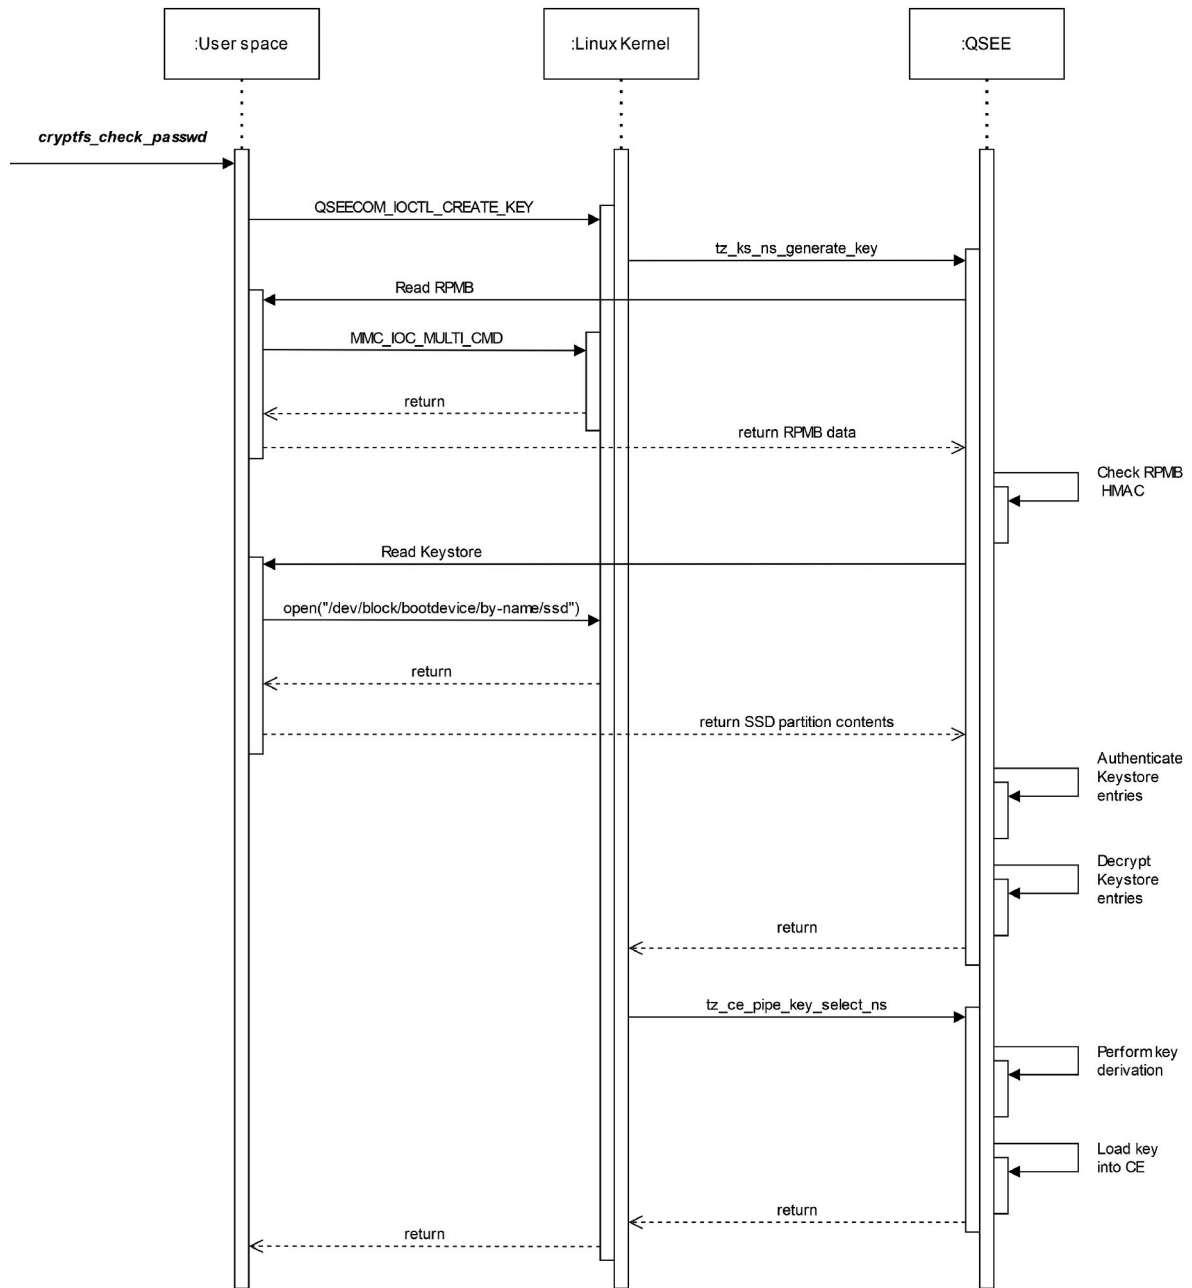 :User space
:Linux Kernel
:QSEE
cryptfs_check_passwd
QSEECOM_IOCTL_CREATE_KEY
tz_ks_ns_generate_key
Read RPMB
MMC_IOC_MULTI_CMD
return
return RPMB data
Check RPMB
HMAC
Read Keystore
open("/dev/block/bootdevice/by-name/ssd")
return
return SSD partition contents
Authenticate
Keystore
entries
Decrypt
Keystore
entries
return
tz_ce_pipe_key_select_ns
Perform key
derivation
Load key
into CE
return
return